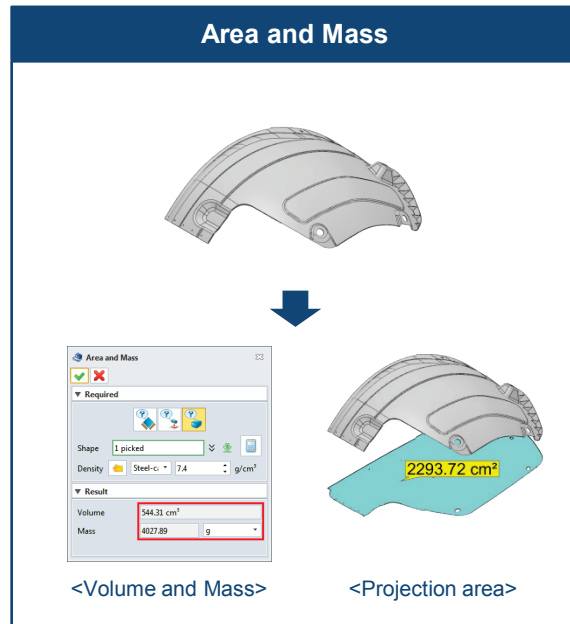 Area and Mass
Area and Mass
Required
Shape 1 picked
Density Steel-c 7.4 g/cm³
Result
Volume 544.31 cm³
Mass 4027.89 g
2293.72 cm²
<Volume and Mass> <Projection area>